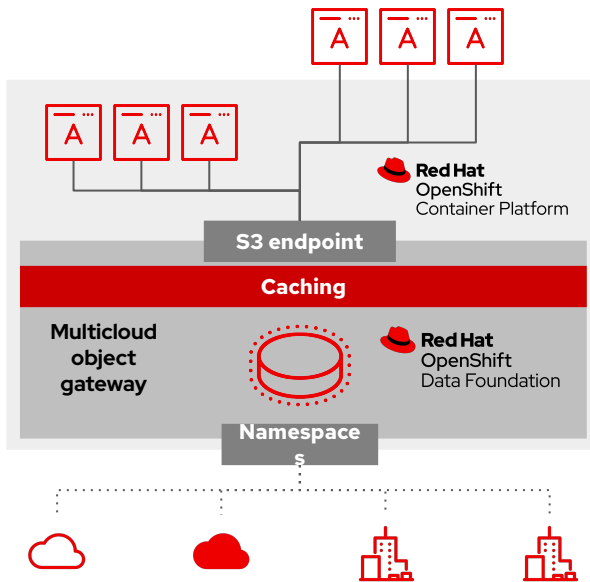 A
A
A
A
A
A
Red Hat
OpenShift
Container Platform
S3 endpoint
Caching
Multicloud
object
gateway
Red Hat
OpenShift
Data Foundation
Namespace
s